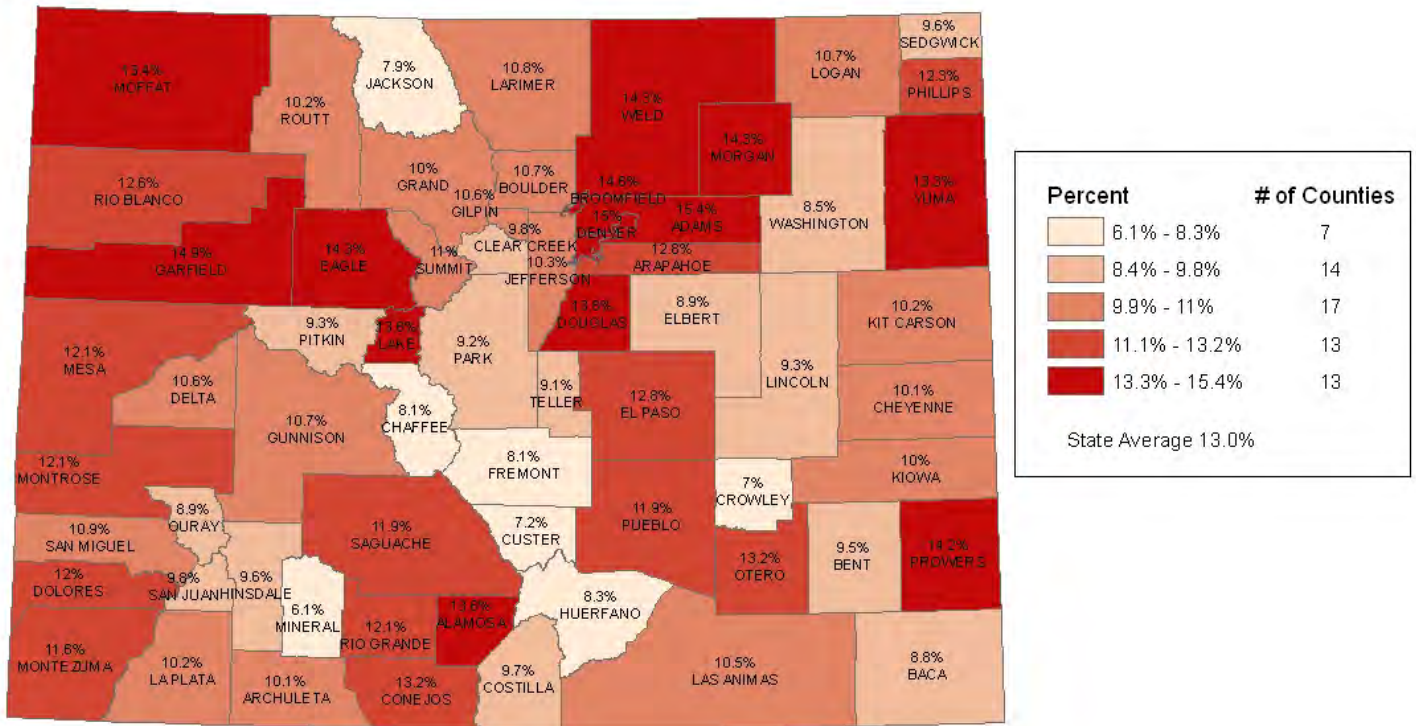 9.6%
SEDGWICK
13.4%
MOFFAT
7.9%
JACKSON
10.8%
LARIMER
10.7%
LOGAN
12.3%
PHILLIPS
10.2%
ROUTT
14.3%
WELD
14.3%
MORGAN
13.3%
YUMA
12.6%
RIO BLANCO
10%
GRAND
10.7%
BOULDER
10.6%
GILPIN
14.6%
BROOMFIELD
8.5%
WASHINGTON
14.9%
GARFIELD
14.3%
EAGLE
11%
SUMMIT
9.8%
CLEAR CREEK
15%
DENVER
15.4%
ADAMS
10.3%
JEFFERSON
12.8%
ARAPAHOE
9.3%
PITKIN
13.6%
LAKE
9.2%
PARK
DOUGLAS
8.9%
ELBERT
10.2%
KIT CARSON
12.1%
MESA
10.6%
DELTA
10.7%
GUNNISON
8.1%
CHAFFEE
9.1%
TELLER
12.8%
EL PASO
9.3%
LINCOLN
10.1%
CHEYENNE
12.1%
MONTROSE
8.1%
FREMONT
7%
CROWLEY
10%
KIOWA
8.9%
OURAY
10.9%
SAN MIGUEL
11.9%
SAGUACHE
7.2%
CUSTER
11.9%
PUEBLO
13.2%
OTERO
9.5%
BENT
14.2%
PROWERS
12%
DOLORES
9.8%
SAN JUAN
9.6%
HINSDALE
6.1%
MINERAL
12.1%
RIO GRANDE
13.6%
ALAMOSA
8.3%
HUERFANO
11.6%
MONTEZUMA
10.2%
LA PLATA
10.1%
ARCHULETA
13.2%
CONEJOS
9.7%
COSTILLA
10.5%
LAS ANIMAS
8.8%
BACA
Percent # of Counties
6.1% - 8.3% 7
8.4% - 9.8% 14
9.9% - 11% 17
11.1% - 13.2% 13
13.3% - 15.4% 13
State Average 13.0%